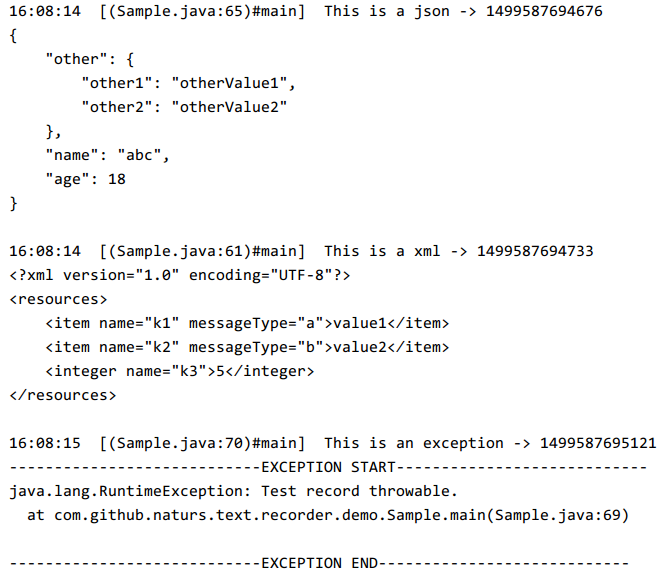 16:08:14  [(Sample.java:65)#main]  This is a json -> 1499587694676
{
    "other": {
        "other1": "otherValue1",
        "other2": "otherValue2"
    },
    "name": "abc",
    "age": 18
}

16:08:14  [(Sample.java:61)#main]  This is a xml -> 1499587694733
<?xml version="1.0" encoding="UTF-8"?>
<resources>
    <item name="k1" messageType="a">value1</item>
    <item name="k2" messageType="b">value2</item>
    <integer name="k3">5</integer>
</resources>

16:08:15  [(Sample.java:70)#main]  This is an exception -> 1499587695121
----------------------------EXCEPTION START----------------------------
java.lang.RuntimeException: Test record throwable.
  at com.github.naturs.text.recorder.demo.Sample.main(Sample.java:69)

----------------------------EXCEPTION END----------------------------